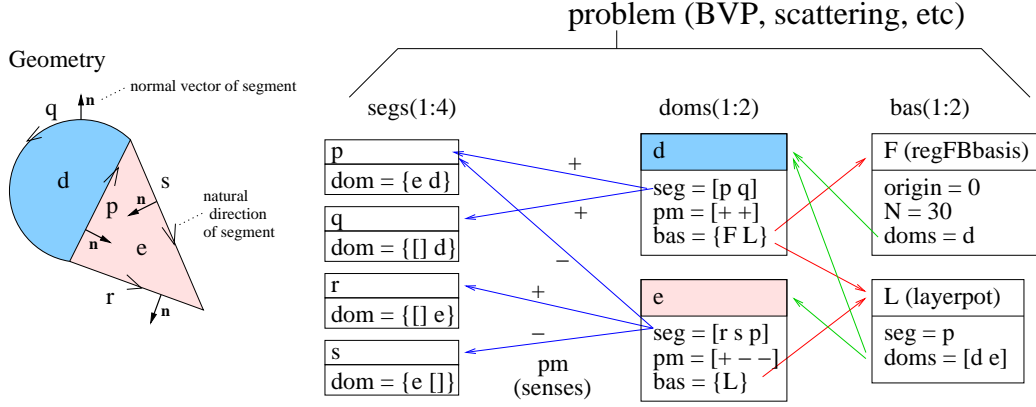 problem (BVP, scattering, etc)
Geometry
normal vector of segment
n
q
d
p
s
n
n
e
natural
direction
of segment
r
n
segs(1:4)
p
dom = {e d}
q
dom = {[] d}
r
dom = {[] e}
s
dom = {e []}
+
+
−
+
−
pm
(senses)
doms(1:2)
d
seg = [p q]
pm = [+ +]
bas = {F L}
e
seg = [r s p]
pm = [+ − −]
bas = {L}
bas(1:2)
F (regFBbasis)
origin = 0
N = 30
doms = d
L (layerpot)
seg = p
doms = [d e]